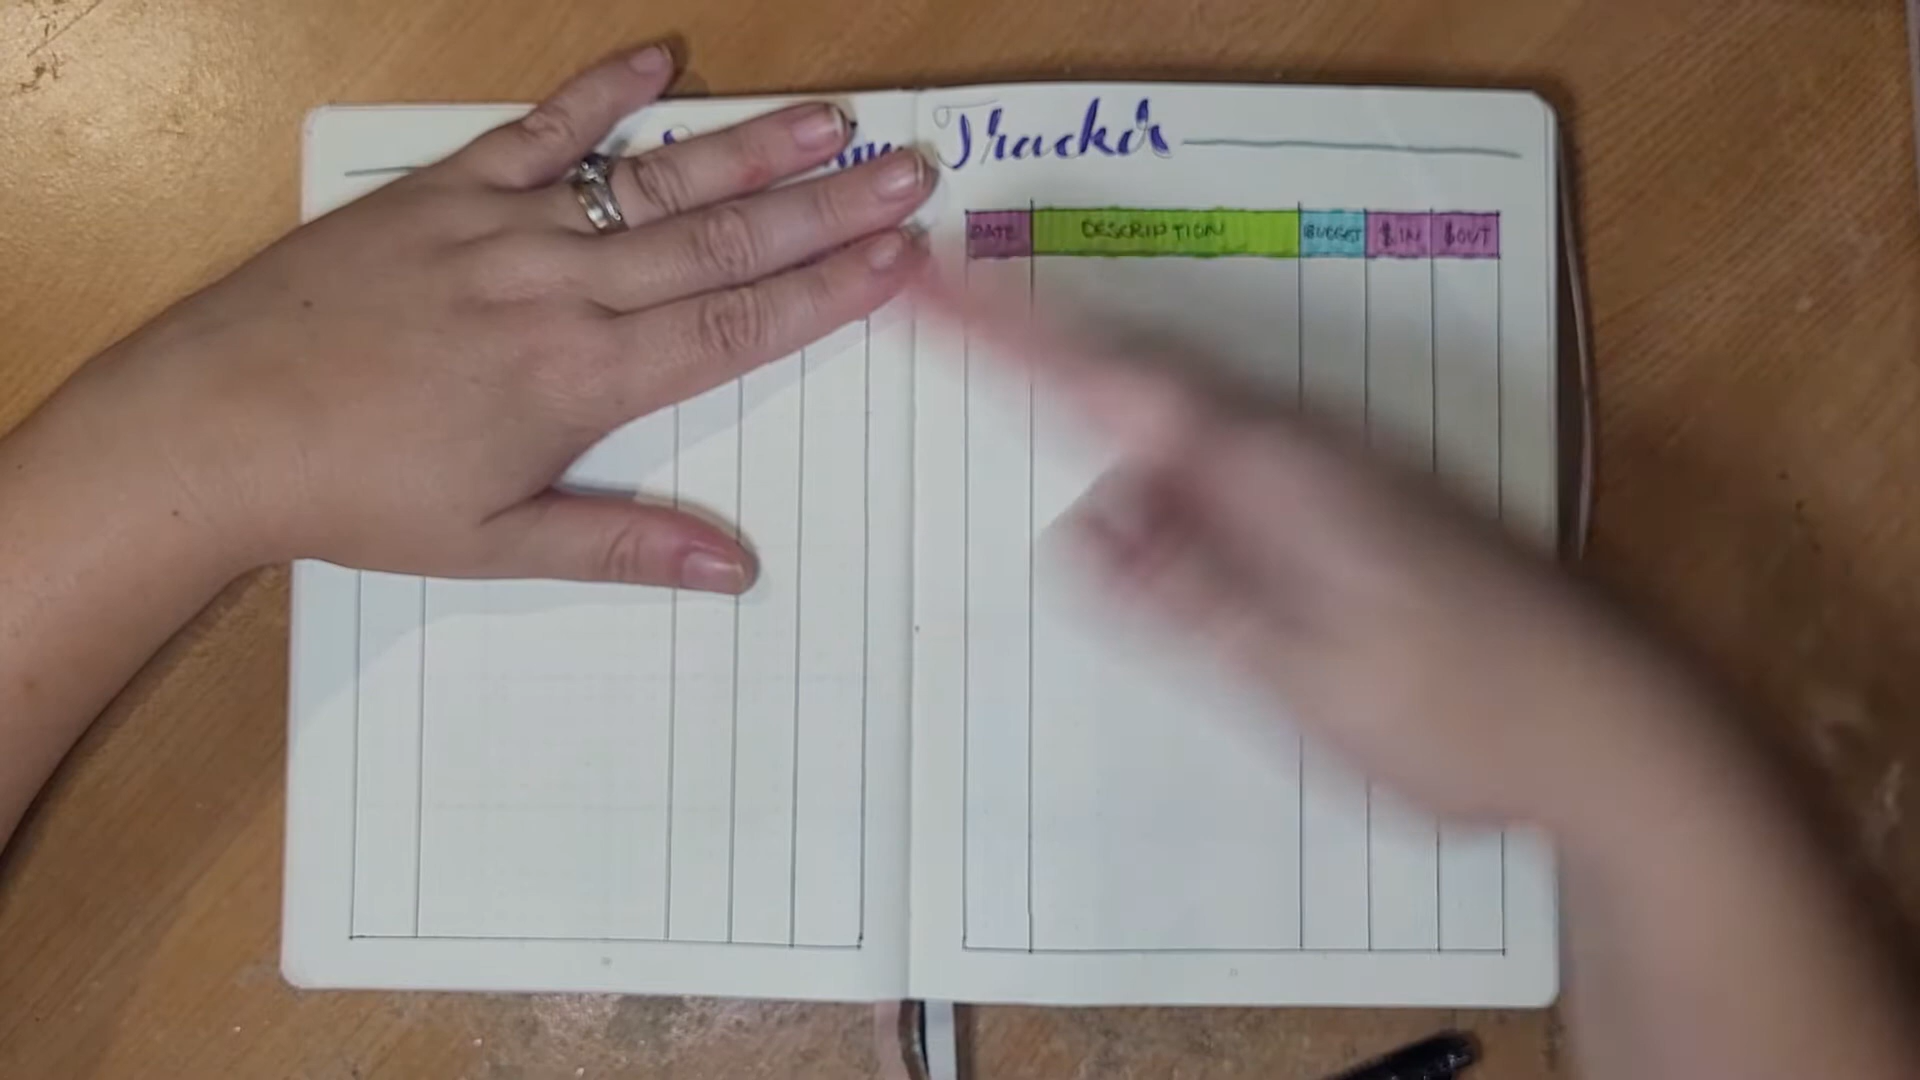 Tracker
DATE DESCRIPTION BUDGET $ IN $ OUT